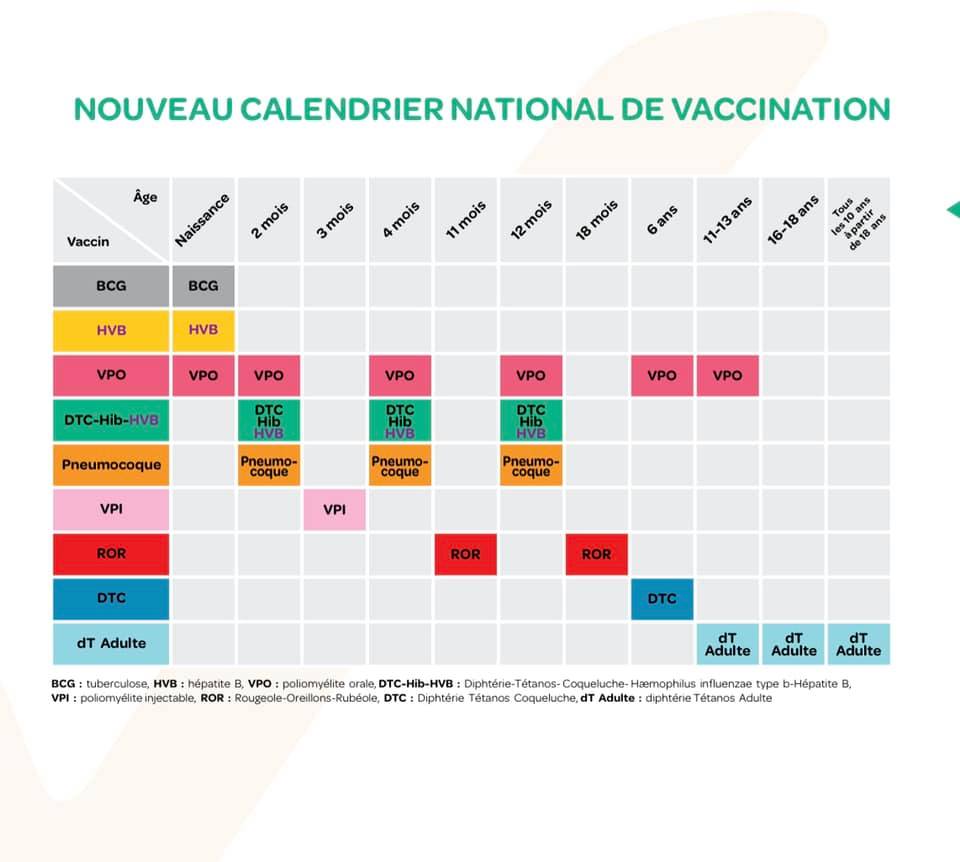 NOUVEAU CALENDRIER NATIONAL DE VACCINATION
Âge
Vaccin
Naissance
2 mois
3 mois
4 mois
11 mois
12 mois
18 mois
6 ans
11-13 ans
16-18 ans
Tous
les 10 ans
à partir
de 18 ans
BCG BCG
HVB HVB
VPO VPO VPO VPO VPO VPO VPO
DTC-Hib-HVB
DTC DTC DTC
Hib Hib Hib
HVB HVB HVB
Pneumocoque
Pneumo- Pneumo- Pneumo-
coque coque coque
VPI VPI
ROR ROR ROR
DTC DTC
dT Adulte
dT dT dT
Adulte Adulte Adulte
BCG : tuberculose, HVB : hépatite B, VPO : poliomyélite orale, DTC-Hib-HVB : Diphtérie-Tétanos- Coqueluche- Hæmophilus influenzae type b-Hépatite B,
VPI : poliomyélite injectable, ROR : Rougeole-Oreillons-Rubéole, DTC : Diphtérie Tétanos Coqueluche, dT Adulte : diphtérie Tétanos Adulte